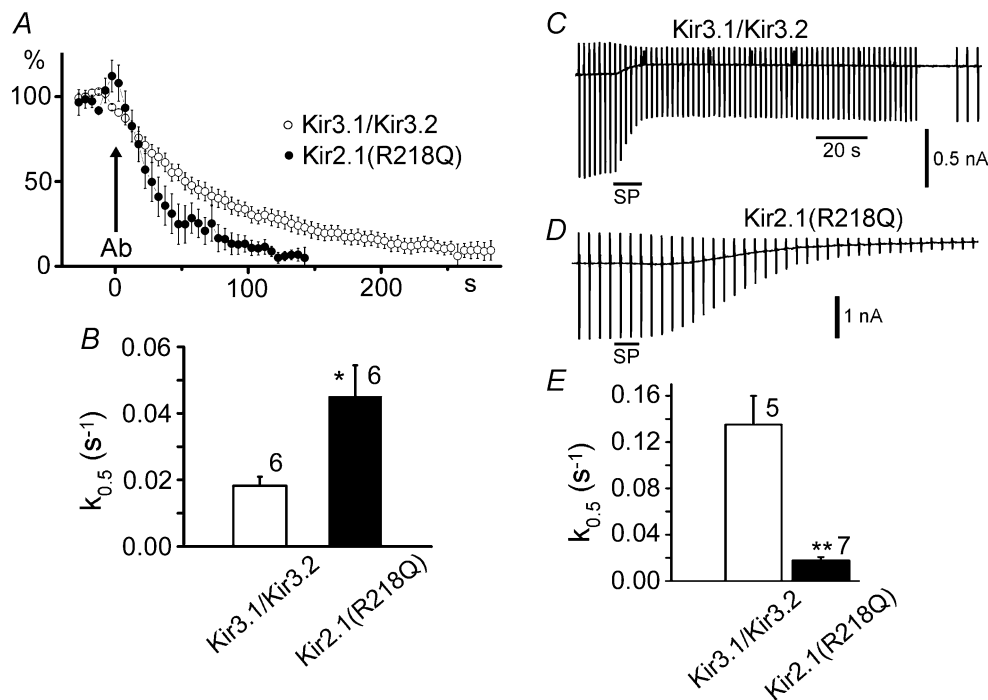 A
%
100
50
0
Kir3.1/Kir3.2
Kir2.1(R218Q)
Ab
0 100 200 s
B
0.06
0.04
0.02
0.00
k0.5 (s-1)
6
* 6
Kir3.1/Kir3.2
Kir2.1(R218Q)
C
Kir3.1/Kir3.2
20 s
0.5 nA
SP
D
Kir2.1(R218Q)
1 nA
SP
E
0.16
0.12
0.08
0.04
0.00
k0.5 (s-1)
5
** 7
Kir3.1/Kir3.2
Kir2.1(R218Q)